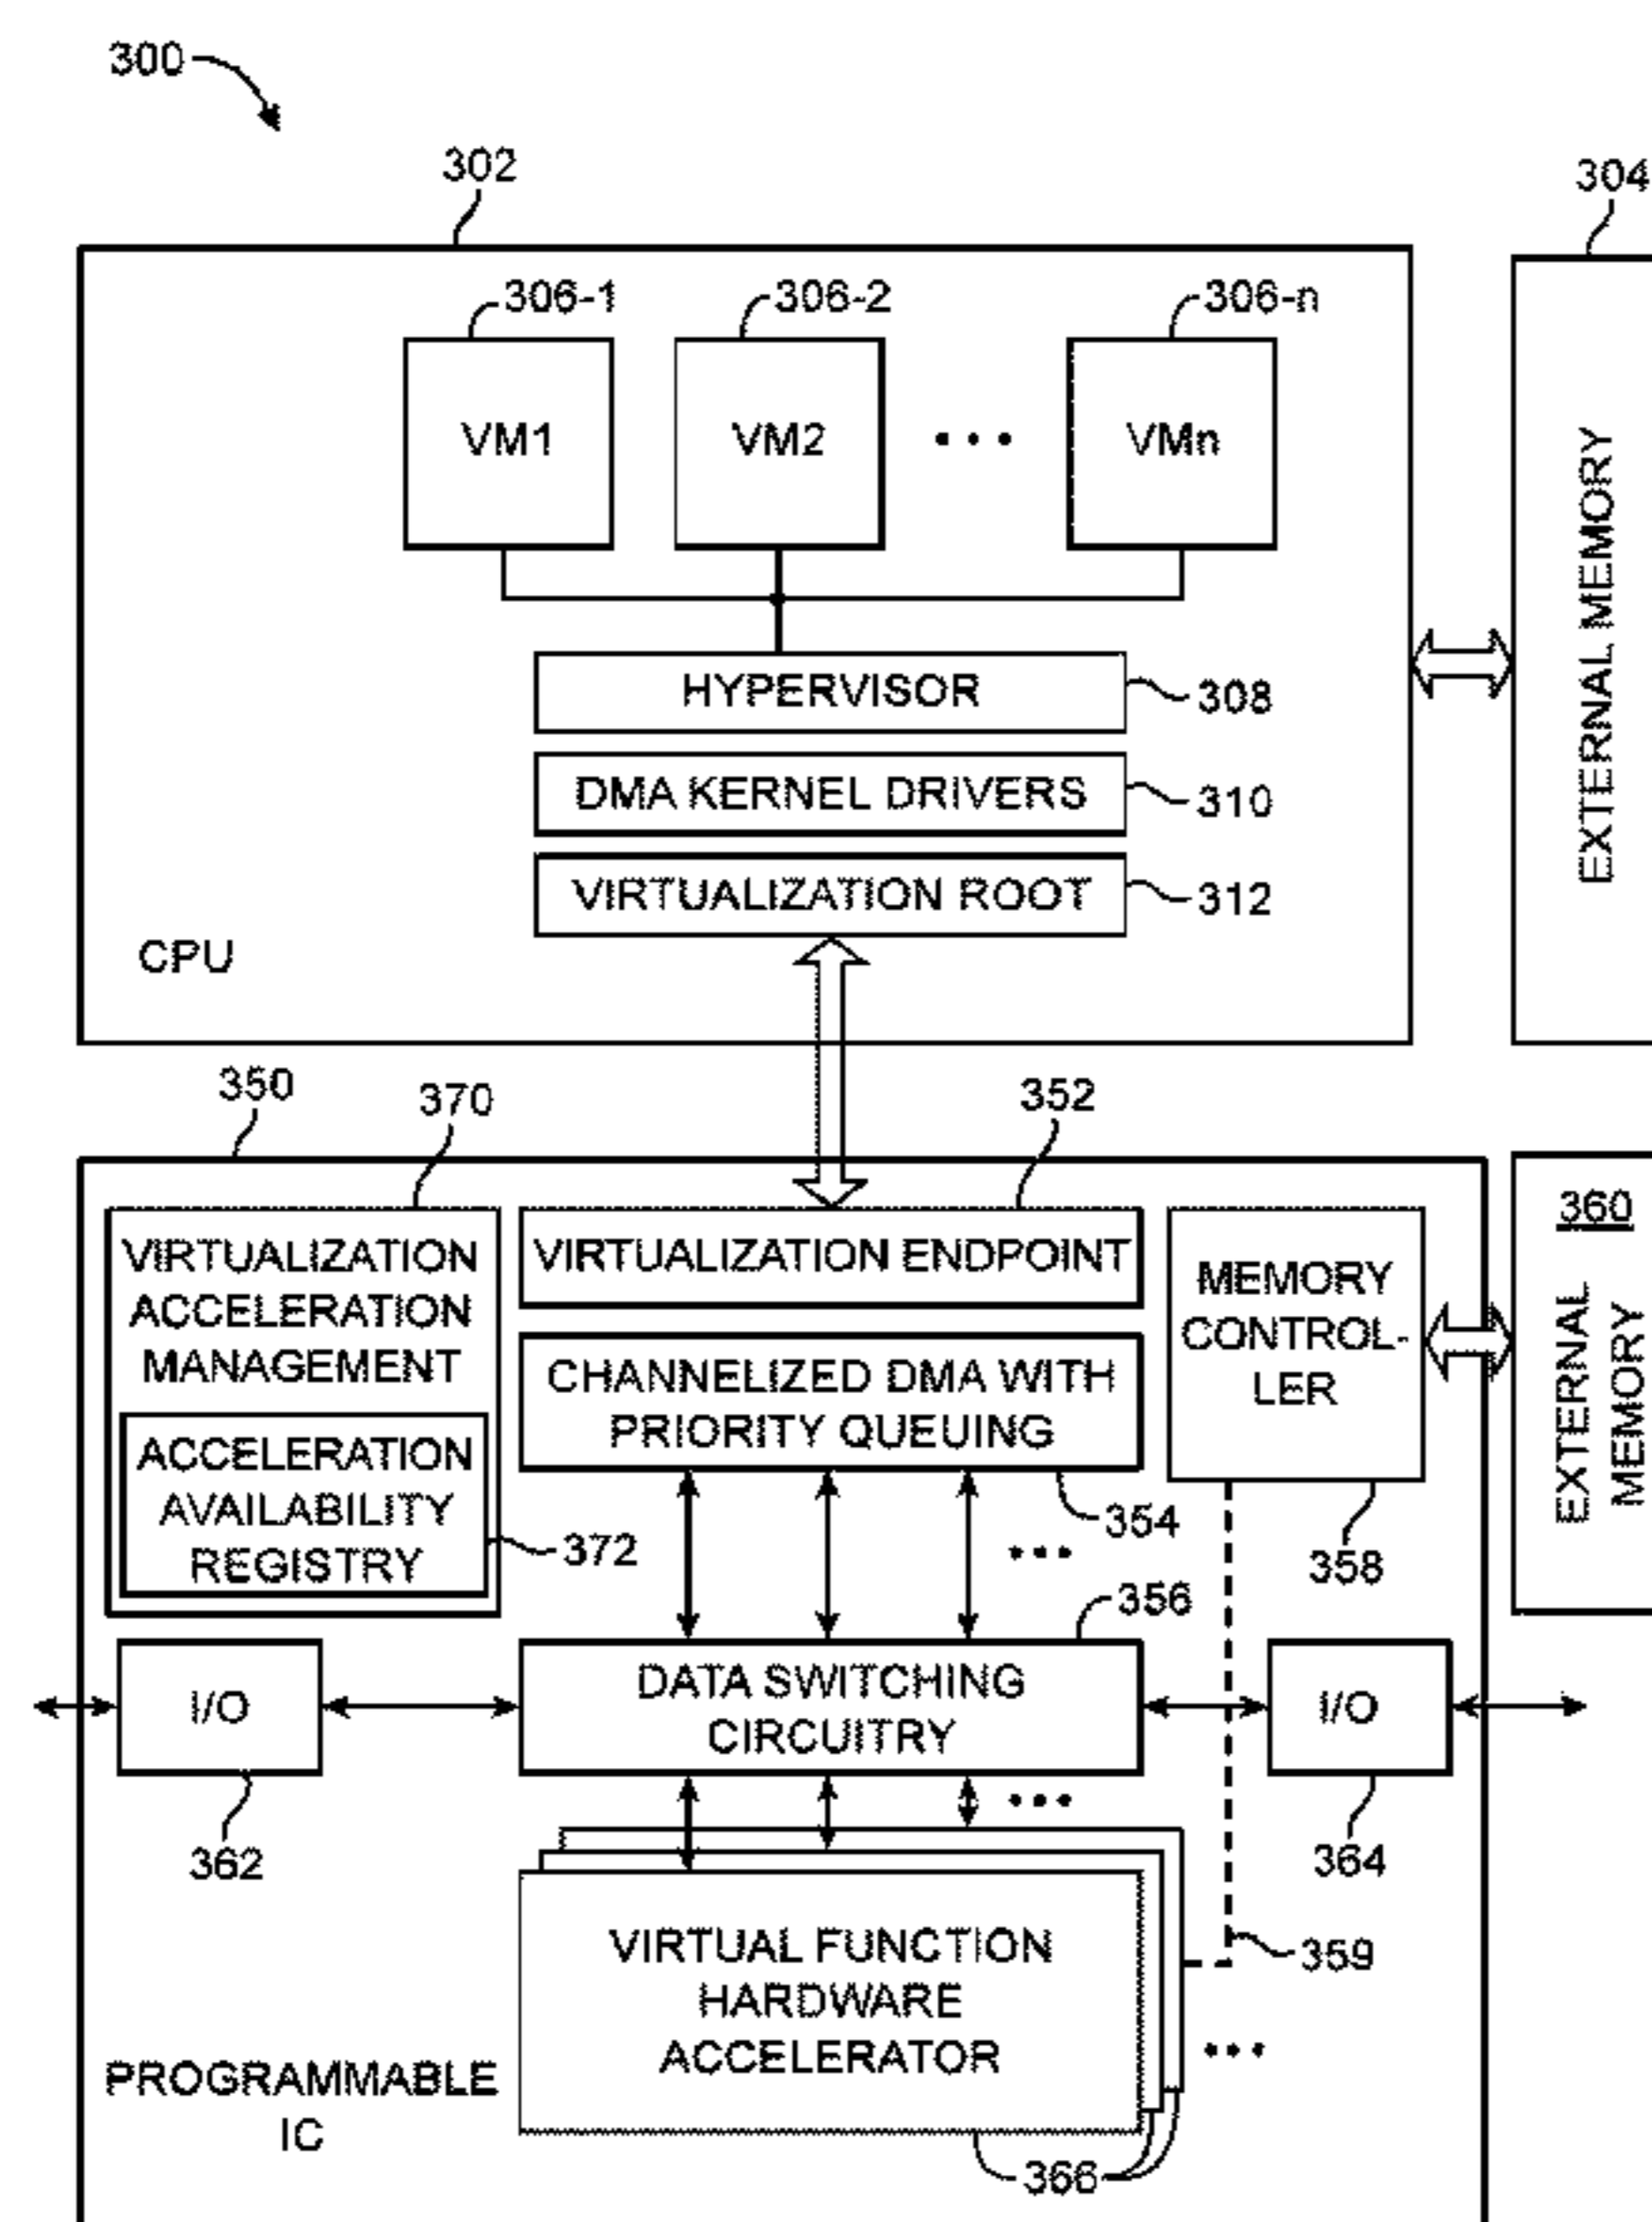 300
302
304
306-1
306-2
306-n
VM1
VM2
• • •
VMn
EXTERNAL MEMORY
HYPERVISOR
308
DMA KERNEL DRIVERS
310
VIRTUALIZATION ROOT
312
CPU
350
370
352
360
VIRTUALIZATION
ACCELERATION
MANAGEMENT
VIRTUALIZATION ENDPOINT
MEMORY
CONTROL-
LER
EXTERNAL
MEMORY
CHANNELIZED DMA WITH
PRIORITY QUEUING
ACCELERATION
AVAILABILITY
REGISTRY
372
354
• • •
358
356
I/O
DATA SWITCHING
CIRCUITRY
I/O
• • •
362
364
VIRTUAL FUNCTION
HARDWARE
ACCELERATOR
359
• • •
PROGRAMMABLE
IC
366